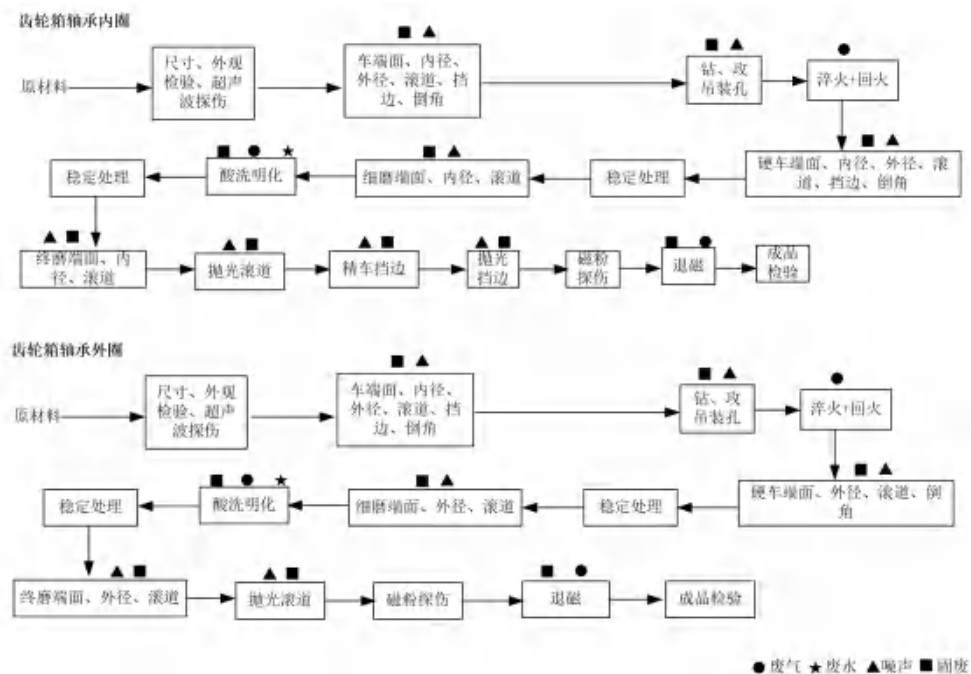 齿轮箱轴承内圈
原材料
尺寸、外观
检验、超声
波探伤
车端面、内径、
外径、滚道、挡
边、倒角
钻、攻
吊装孔
淬火+回火
硬车端面、内径、外径、滚
道、挡边、倒角
稳定处理
细磨端面、内径、滚道
酸洗明化
稳定处理
终磨端面、内
径、滚道
抛光滚道
精车挡边
抛光
挡边
磁粉
探伤
退磁
成品
检验
齿轮箱轴承外圈
原材料
尺寸、外观
检验、超声
波探伤
车端面、内径、
外径、滚道、挡
边、倒角
钻、攻
吊装孔
淬火+回火
硬车端面、外径、滚道、倒
角
稳定处理
细磨端面、外径、滚道
酸洗明化
稳定处理
终磨端面、外径、滚道
抛光滚道
磁粉探伤
退磁
成品检验
●废气 ★废水 ▲噪声 ■固废